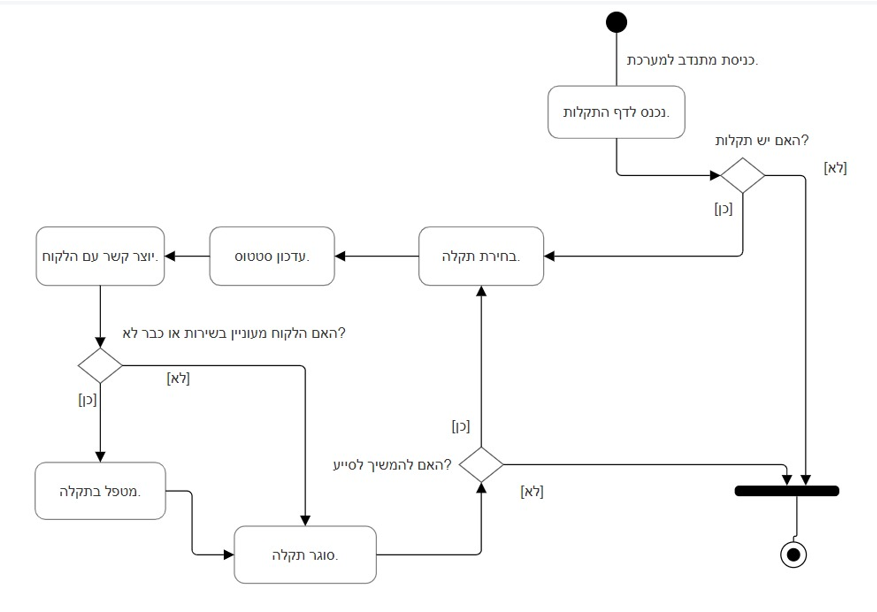 כניסת מתנדב למערכת.
נכנס לדף התקלות.
האם יש תקלות?
[לא]
[כן]
בחירת תקלה.
עדכון סטטוס.
יוצר קשר עם הלקוח.
האם הלקוח מעוניין בשירות או כבר לא?
[לא]
[כן]
מטפל בתקלה.
סוגר תקלה.
האם להמשיך לסייע?
[כן]
[לא]